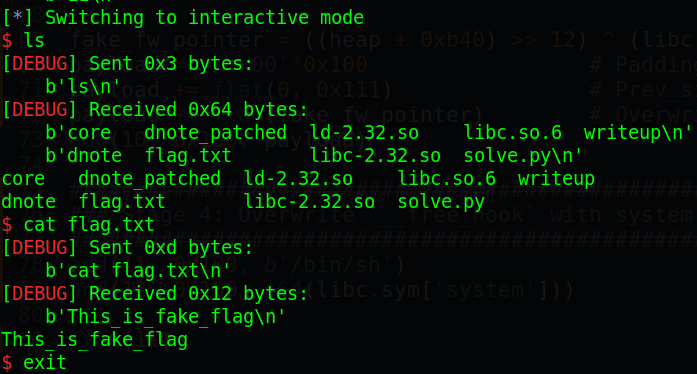 [*] Switching to interactive mode
$ ls
[DEBUG] Sent 0x3 bytes:
    b'ls\n'
[DEBUG] Received 0x64 bytes:
    b'core   dnote_patched  ld-2.32.so    libc.so.6  writeup\n'
    b'dnote  flag.txt       libc-2.32.so  solve.py\n'
core   dnote_patched  ld-2.32.so    libc.so.6  writeup
dnote  flag.txt       libc-2.32.so  solve.py
$ cat flag.txt
[DEBUG] Sent 0xd bytes:
    b'cat flag.txt\n'
[DEBUG] Received 0x12 bytes:
    b'This_is_fake_flag\n'
This_is_fake_flag
$ exit